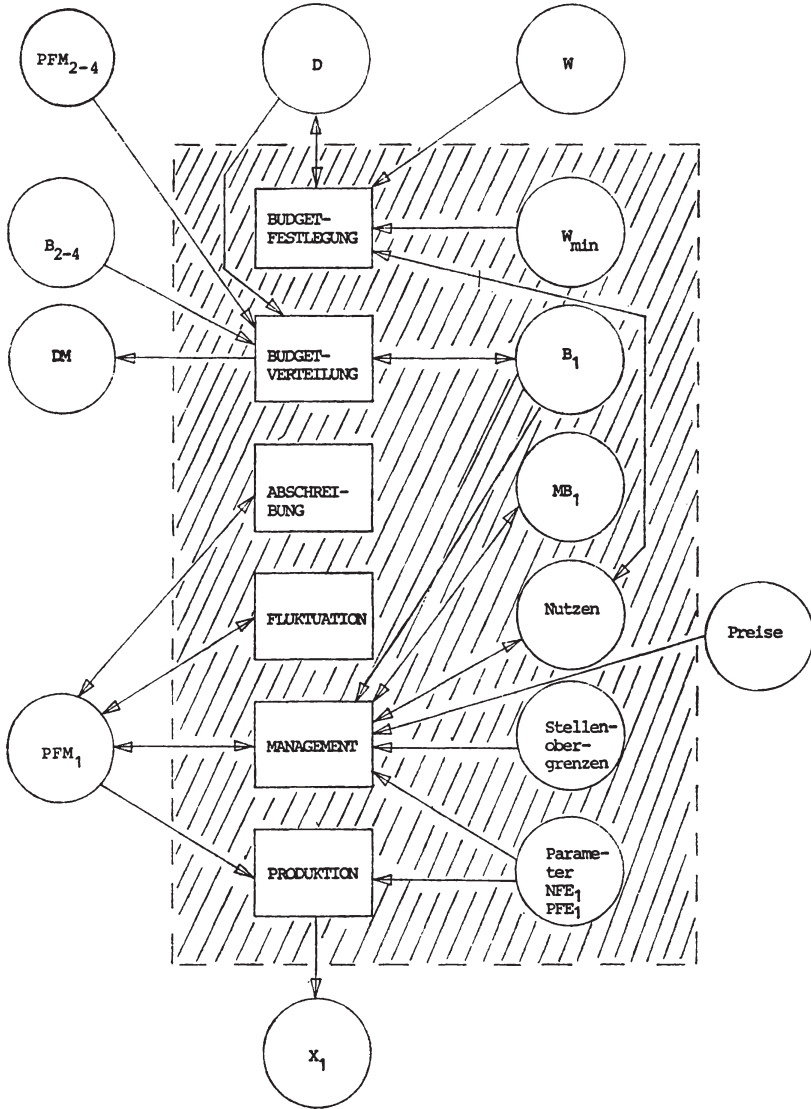 PFM2-4
D
W
BUDGET-
FESTLEGUNG
B2-4
Wmin
DM
BUDGET-
VERTEILUNG
B1
ABSCHREI-
BUNG
MB1
FLUKTUATION
Nutzen
Preise
PFM1
MANAGEMENT
Stellen-
ober-
grenzen
PRODUKTION
Parame-
ter
NFE1
PFE1
X1